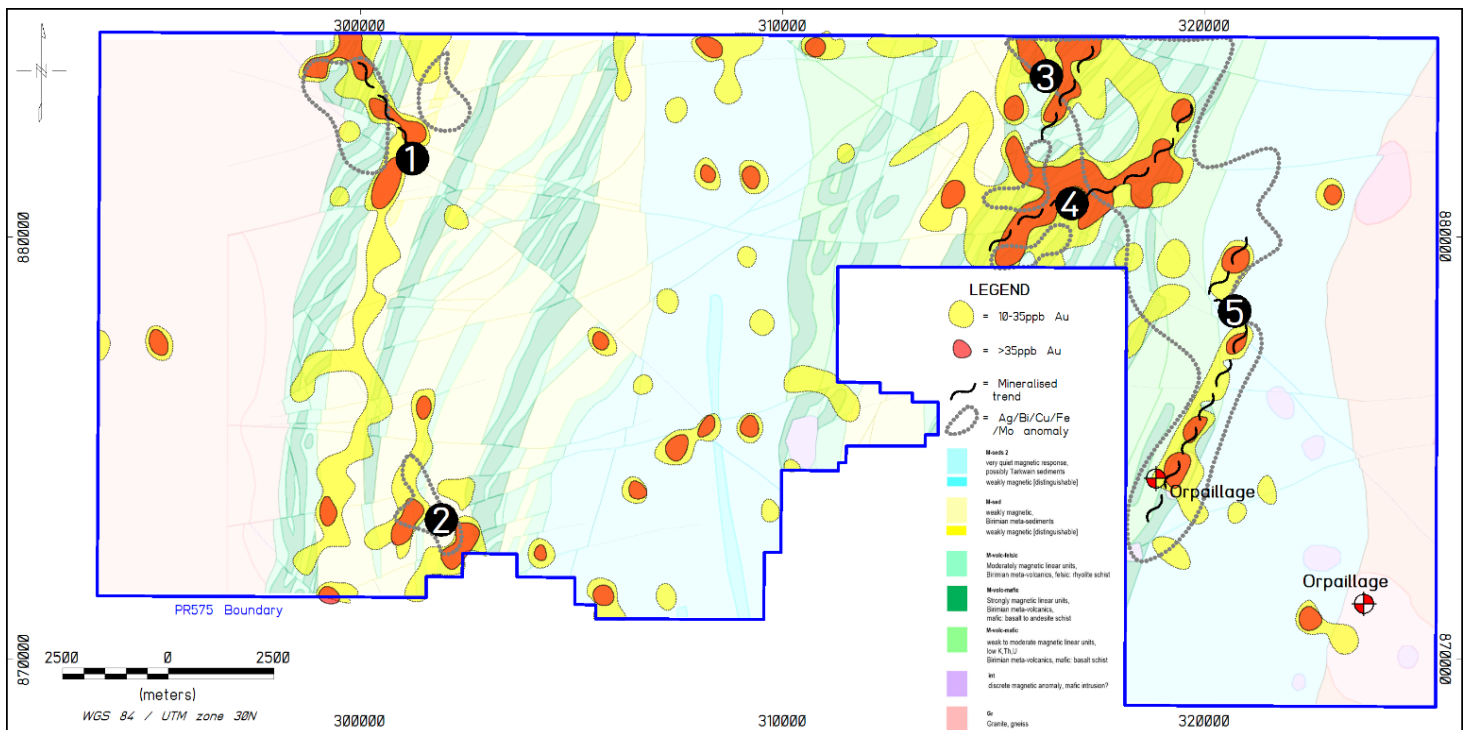 300000
310000
320000
N
3
1
4
880000
880000
LEGEND
= 10-35ppb Au
5
= >35ppb Au
= Mineralised
trend
= Ag/Bi/Cu/Fe
/Mo anomaly
M-seds 2
very quiet magnetic response,
possibly Tarkwain sediments
weakly magnetic [distinguishable]
Orpaillage
M-sed
weakly magnetic,
Birimian meta-sediments
weakly magnetic [distinguishable]
2
M-volc-felsic
Moderately magnetic linear units,
Birimian meta-volcanics, felsic: rhyolite schist
Orpaillage
M-volc-mafic
Strongly magnetic linear units,
Birimian meta-volcanics,
mafic: basalt to andesite schist
PR575 Boundary
M-volc-mafic
weak to moderate magnetic linear units,
low K,Th,U
Birimian meta-volcanics, mafic: basalt schist
870000
870000
2500 0 2500
(meters)
WGS 84 / UTM zone 30N
int
discrete magnetic anomaly, mafic intrusion?
Gr
Granite, gneiss
300000
310000
320000